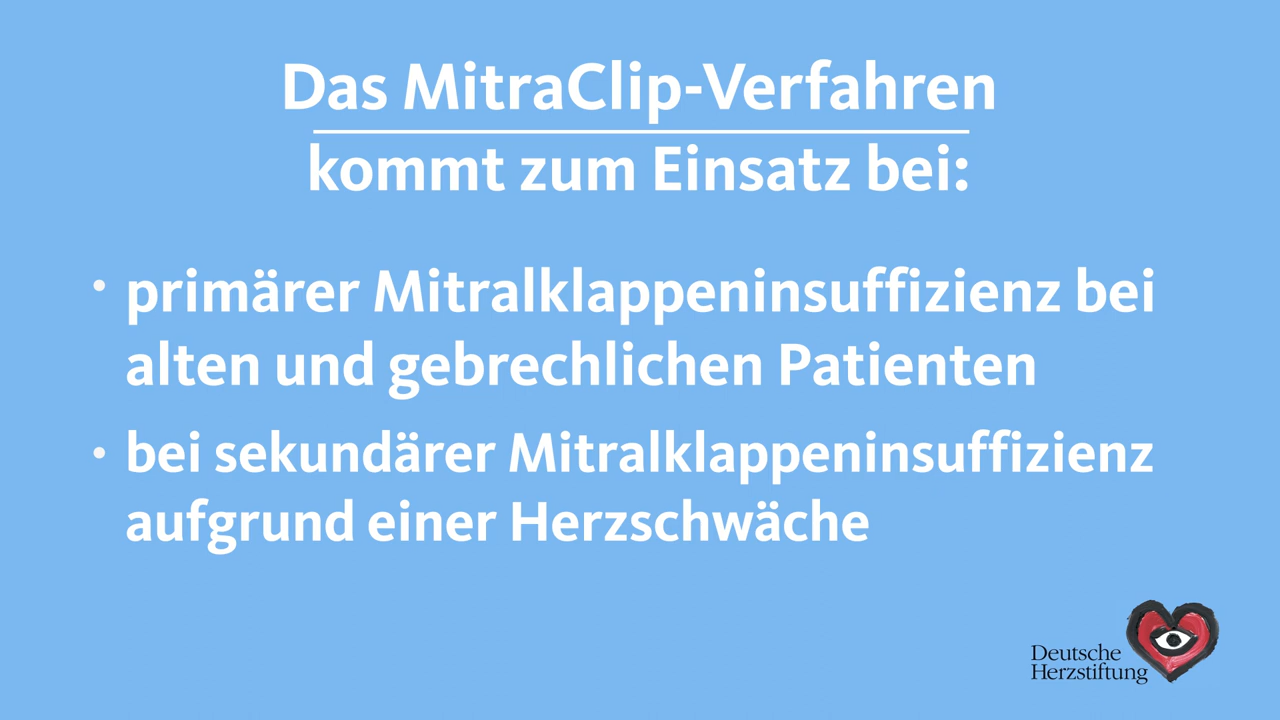 Das MitraClip-Verfahren
kommt zum Einsatz bei:
• primärer Mitralklappeninsuffizienz bei
alten und gebrechlichen Patienten
• bei sekundärer Mitralklappeninsuffizienz
aufgrund einer Herzschwäche
Deutsche
Herzstiftung